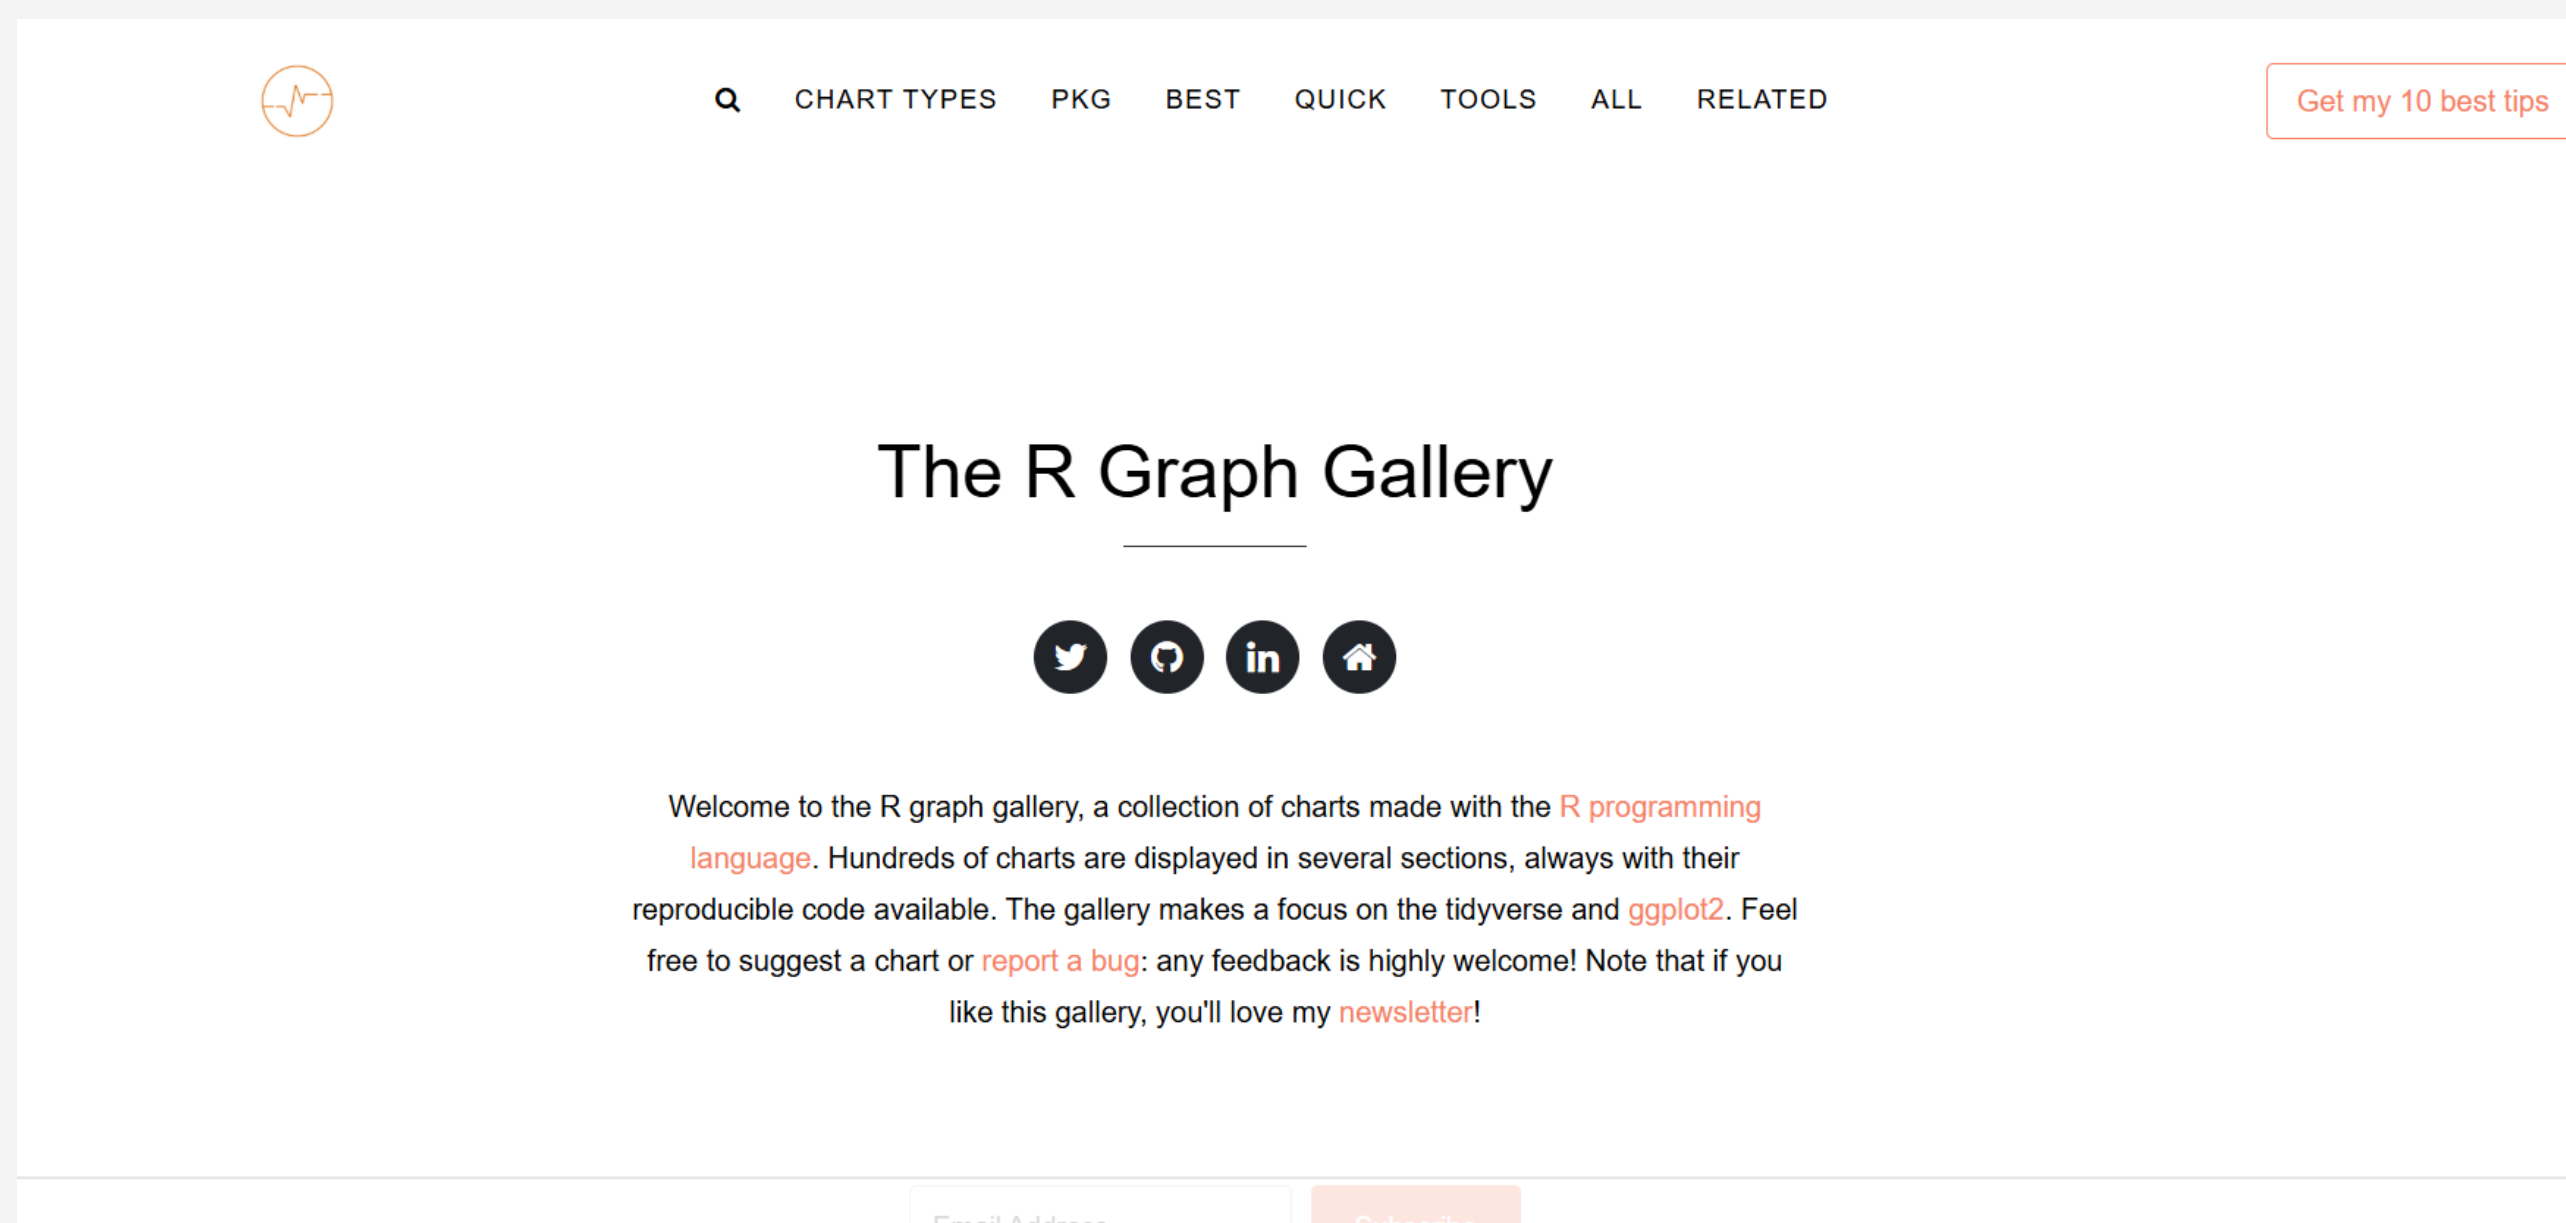 CHART TYPES PKG BEST QUICK TOOLS ALL RELATED
Get my 10 best tips
The R Graph Gallery
in
Welcome to the R graph gallery, a collection of charts made with the R programming
language. Hundreds of charts are displayed in several sections, always with their
reproducible code available. The gallery makes a focus on the tidyverse and ggplot2. Feel
free to suggest a chart or report a bug: any feedback is highly welcome! Note that if you
like this gallery, you'll love my newsletter!
Email Address
Subscribe